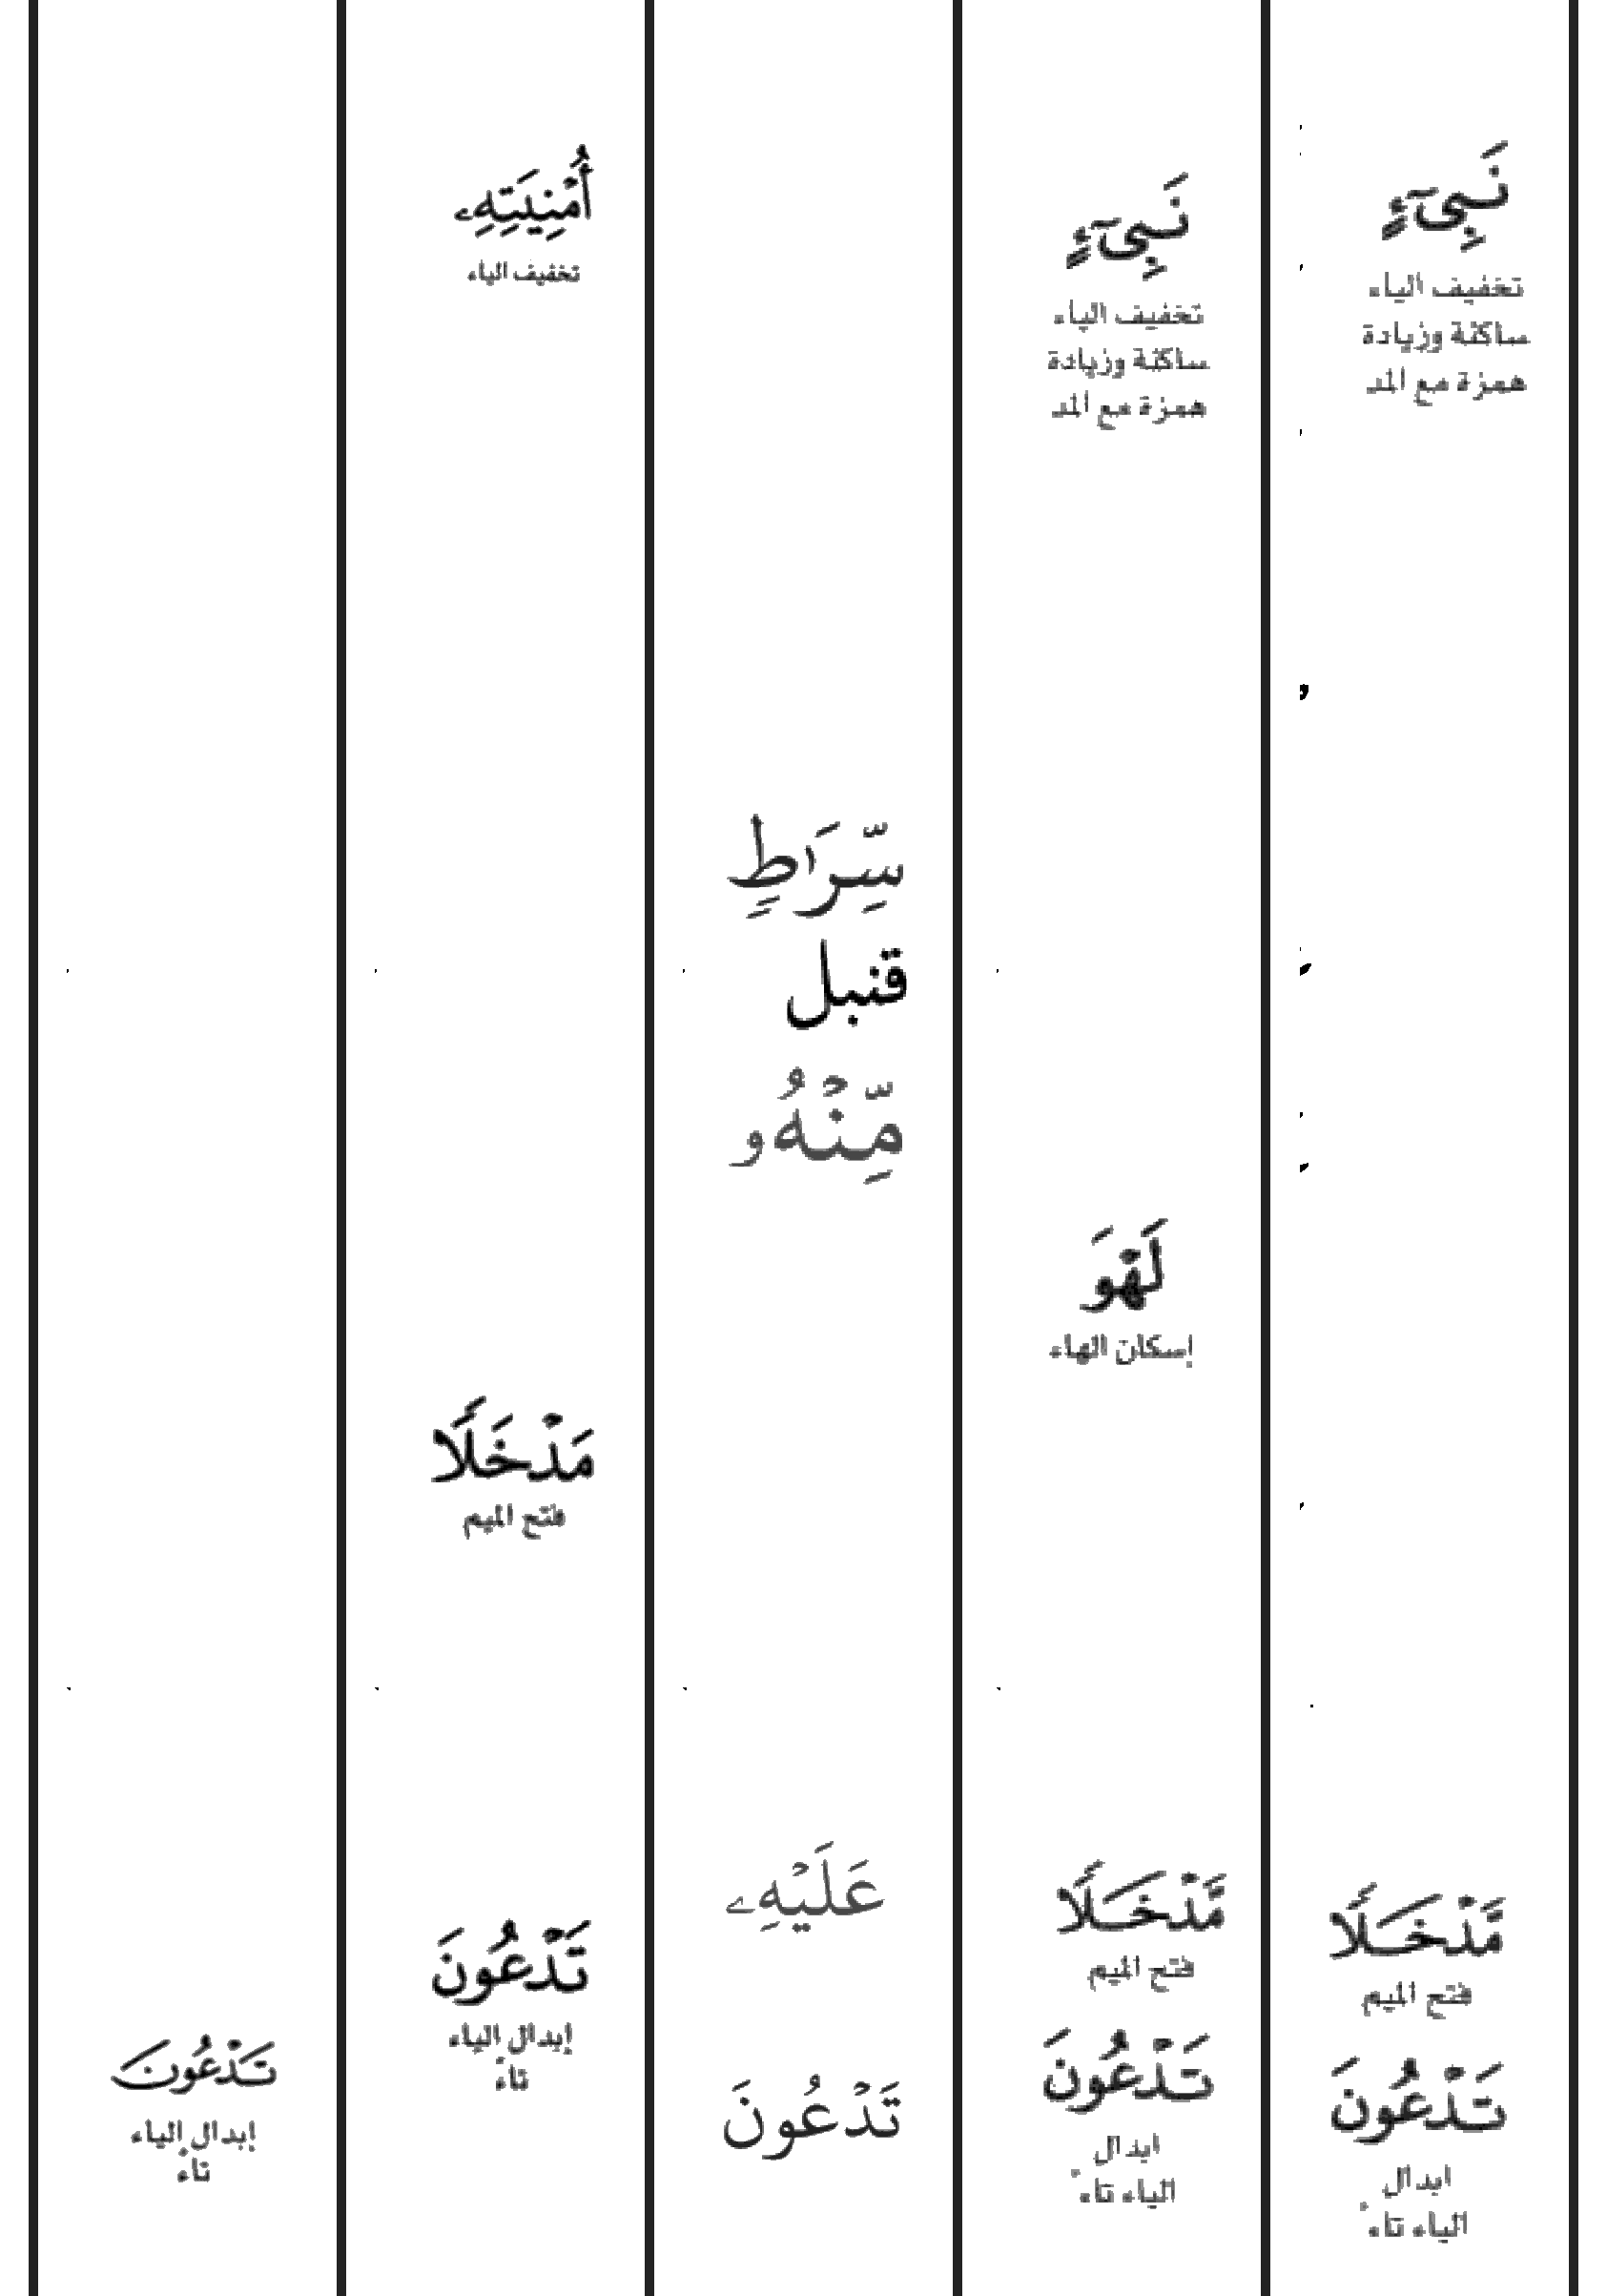 نَبِىٓءٍ
تخفيف الياء
ساكنة وزيادة
همزة مع المد
مَّدْخَلًا
فتح الميم
تَدْعُونَ
ابدال
الياء تاءً
نَبِىٓءٍ
تخفيف الياء
ساكنة وزيادة
همزة مع المد
لَهْوَ
إسكان الهاء
مَّدْخَلًا
فتح الميم
تَدْعُونَ
ابدال
الياء تاءً
سِّرَٰطٍ
قنبل
مِّنْهُۥ
عَلَيْهِۦ
تَدْعُونَ
أُمْنِيَتِهِۦ
تخفيف الياء
مَدْخَلًا
فتح الميم
تَدْعُونَ
إبدال الياء
تاءً
تَدْعُونَ
إبدال الياء
تاءً